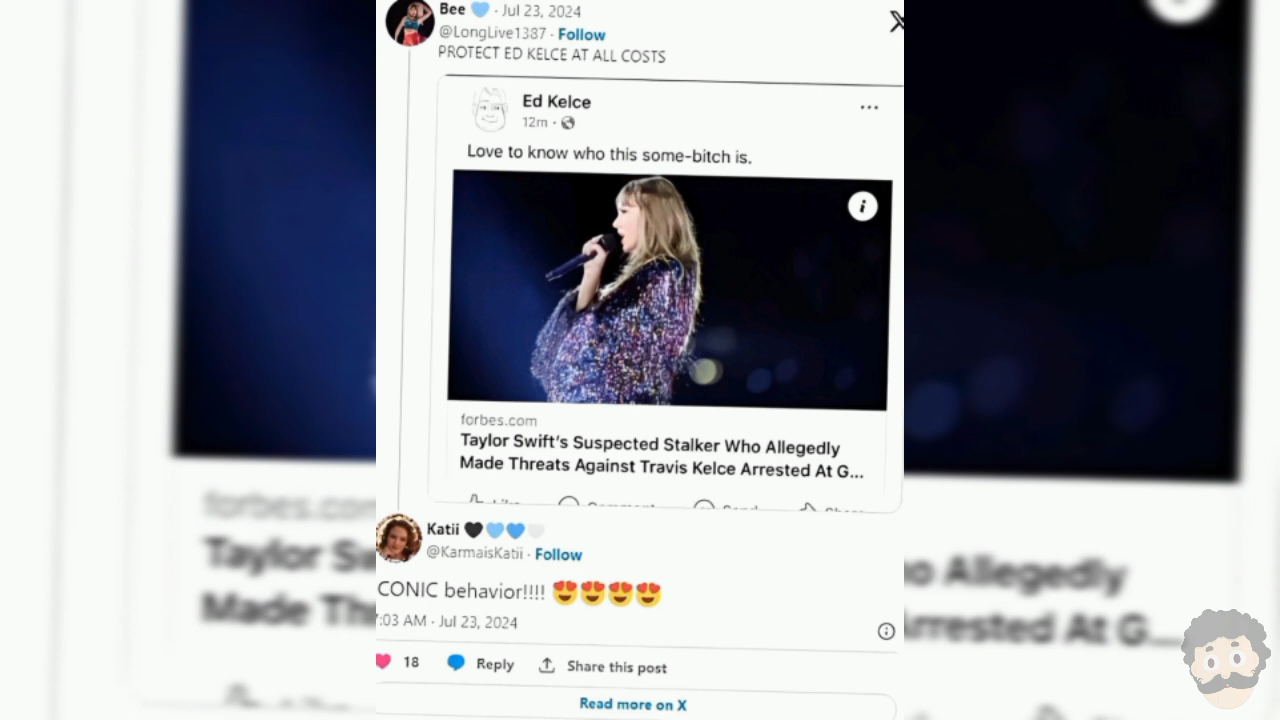 Bee 🩵 · Jul 23, 2024
@LongLive1387 · Follow
PROTECT ED KELCE AT ALL COSTS
Ed Kelce
12m ·
Love to know who this some-bitch is.
forbes.com
Taylor Swift's Suspected Stalker Who Allegedly
Made Threats Against Travis Kelce Arrested At G...
Katii 🖤🩵💙🤍
@KarmaisKatii · Follow
CONIC behavior!!!! 😍😍😍😍
:03 AM · Jul 23, 2024
18 Reply Share this post
Read more on X